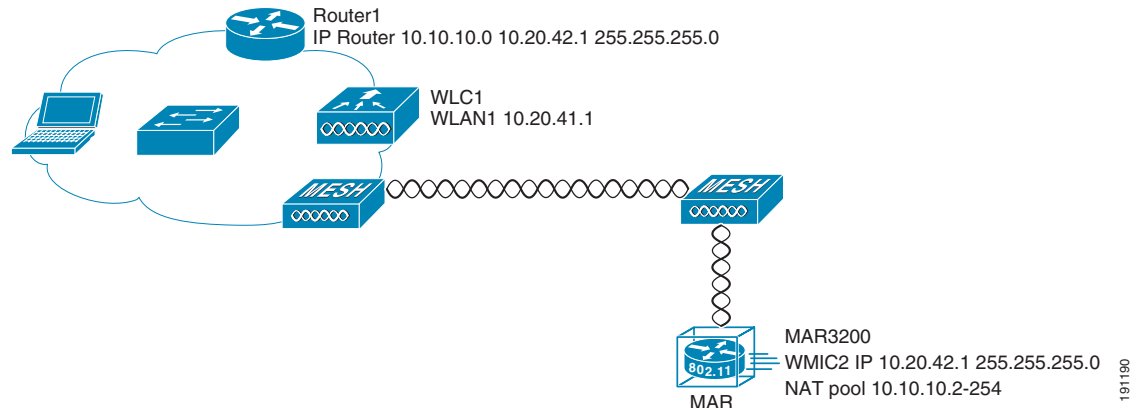 Router1
IP Router 10.10.10.0 10.20.42.1 255.255.255.0
WLC1
WLAN1 10.20.41.1
MESH
MESH
MAR3200
WMIC2 IP 10.20.42.1 255.255.255.0
802.11
NAT pool 10.10.10.2-254
MAR
191190